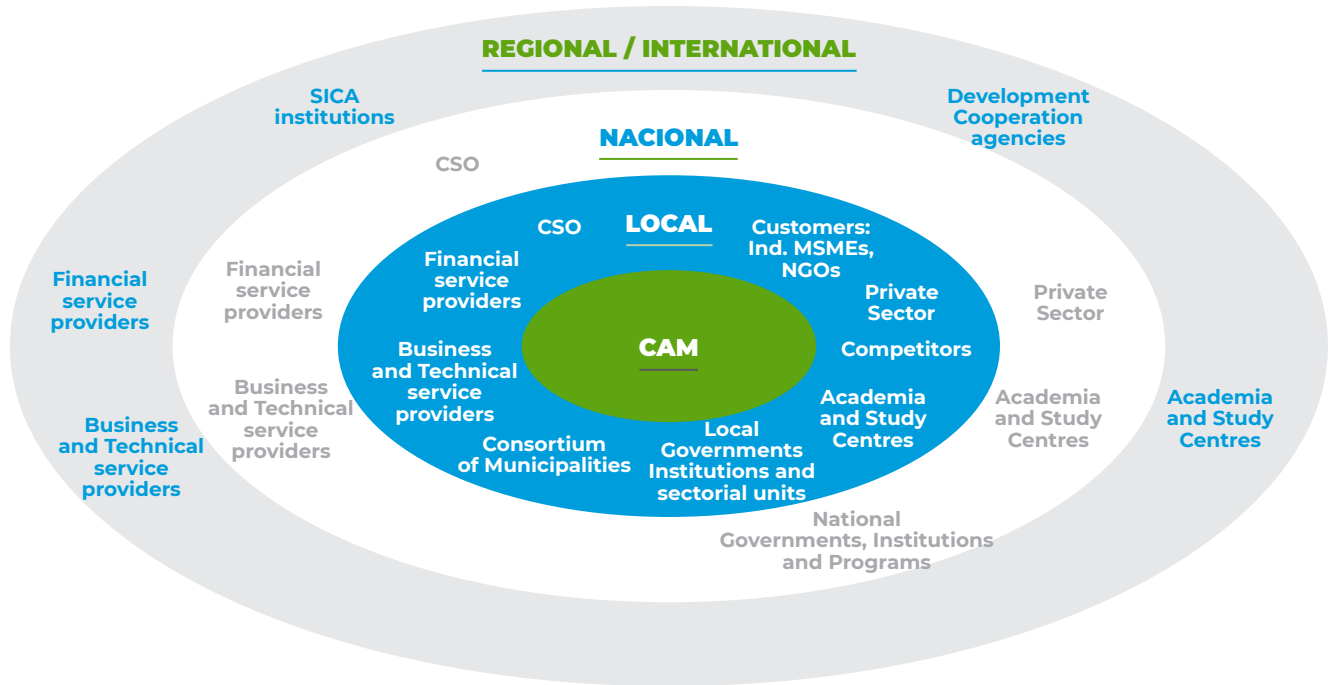 REGIONAL / INTERNATIONAL
SICA
institutions
Development
Cooperation
agencies
NACIONAL
CSO
CSO
LOCAL
Customers:
Ind. MSMEs,
NGOs
Financial
service
providers
Financial
service
providers
Financial
service
providers
Private
Sector
Private
Sector
CAM
Competitors
Business
and Technical
service
providers
Business
and Technical
service
providers
Business
and Technical
service
providers
Academia
and Study
Centres
Academia
and Study
Centres
Academia
and Study
Centres
Consortium
of Municipalities
Local
Governments
Institutions and
sectorial units
National
Governments, Institutions
and Programs